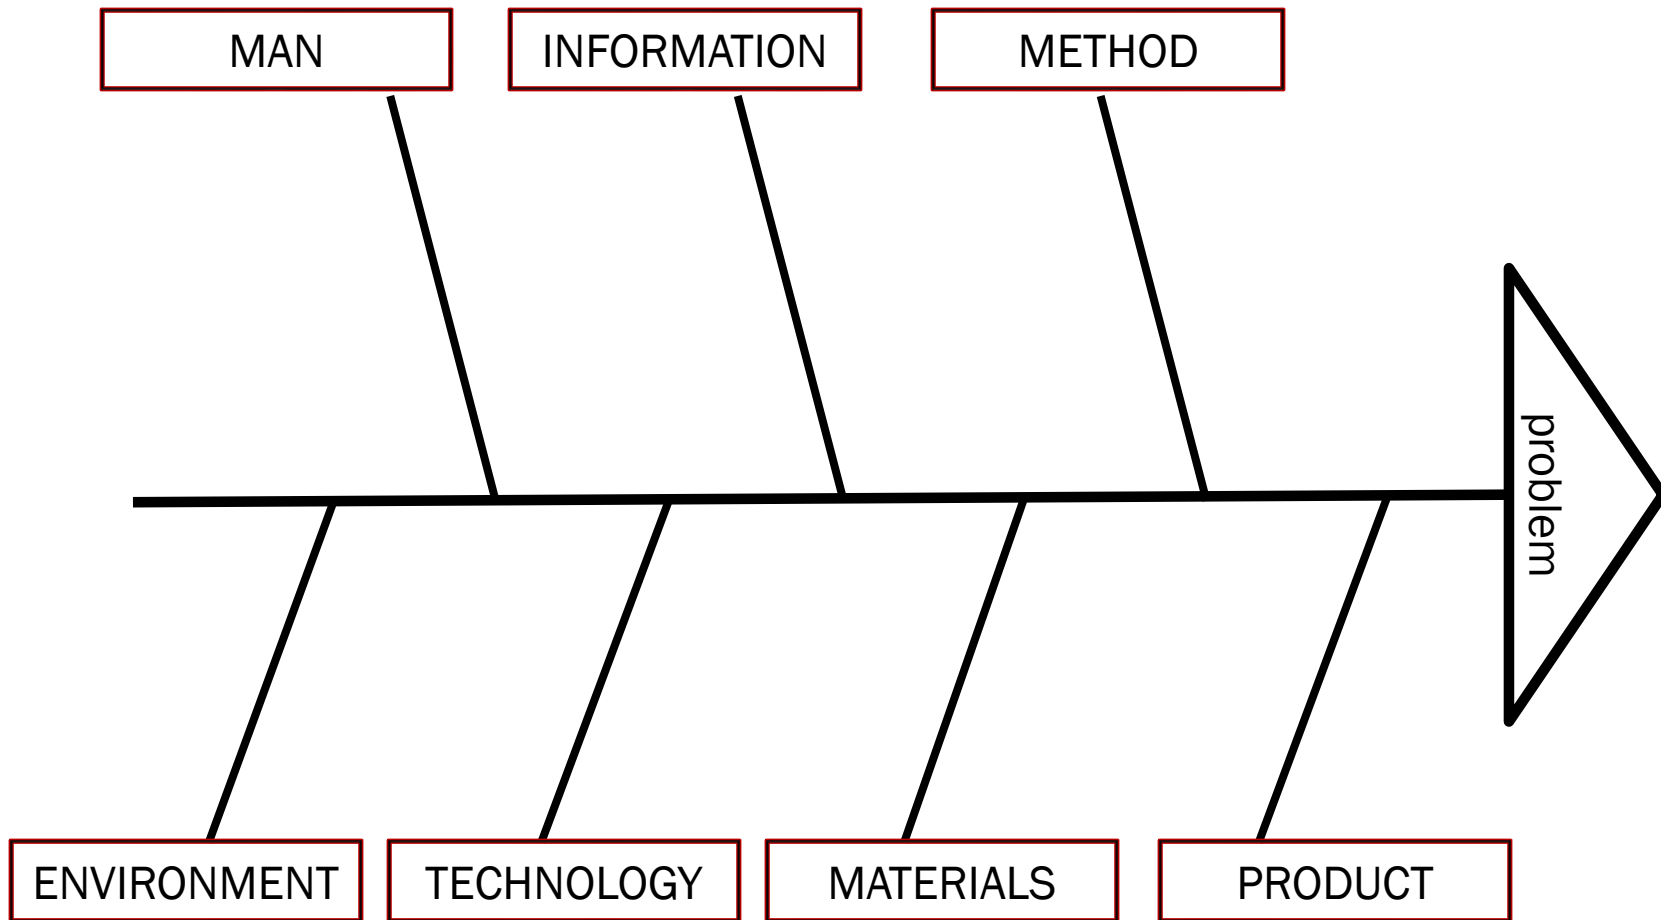 MAN
INFORMATION
METHOD
problem
ENVIRONMENT
TECHNOLOGY
MATERIALS
PRODUCT